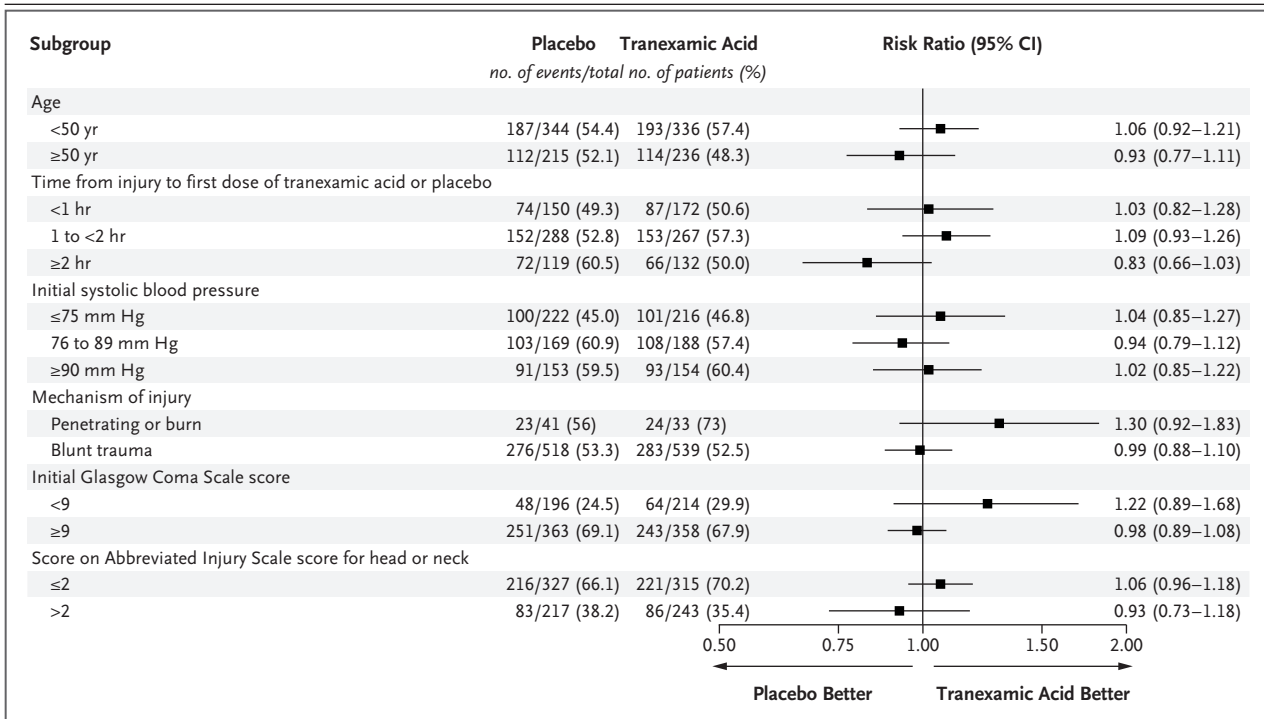 Subgroup Placebo Tranexamic Acid Risk Ratio (95% CI)
no. of events/total no. of patients (%)
Age
<50 yr 187/344 (54.4) 193/336 (57.4) 1.06 (0.92–1.21)
≥50 yr 112/215 (52.1) 114/236 (48.3) 0.93 (0.77–1.11)
Time from injury to first dose of tranexamic acid or placebo
<1 hr 74/150 (49.3) 87/172 (50.6) 1.03 (0.82–1.28)
1 to <2 hr 152/288 (52.8) 153/267 (57.3) 1.09 (0.93–1.26)
≥2 hr 72/119 (60.5) 66/132 (50.0) 0.83 (0.66–1.03)
Initial systolic blood pressure
≤75 mm Hg 100/222 (45.0) 101/216 (46.8) 1.04 (0.85–1.27)
76 to 89 mm Hg 103/169 (60.9) 108/188 (57.4) 0.94 (0.79–1.12)
≥90 mm Hg 91/153 (59.5) 93/154 (60.4) 1.02 (0.85–1.22)
Mechanism of injury
Penetrating or burn 23/41 (56) 24/33 (73) 1.30 (0.92–1.83)
Blunt trauma 276/518 (53.3) 283/539 (52.5) 0.99 (0.88–1.10)
Initial Glasgow Coma Scale score
<9 48/196 (24.5) 64/214 (29.9) 1.22 (0.89–1.68)
≥9 251/363 (69.1) 243/358 (67.9) 0.98 (0.89–1.08)
Score on Abbreviated Injury Scale score for head or neck
≤2 216/327 (66.1) 221/315 (70.2) 1.06 (0.96–1.18)
>2 83/217 (38.2) 86/243 (35.4) 0.93 (0.73–1.18)
0.50 0.75 1.00 1.50 2.00
Placebo Better Tranexamic Acid Better